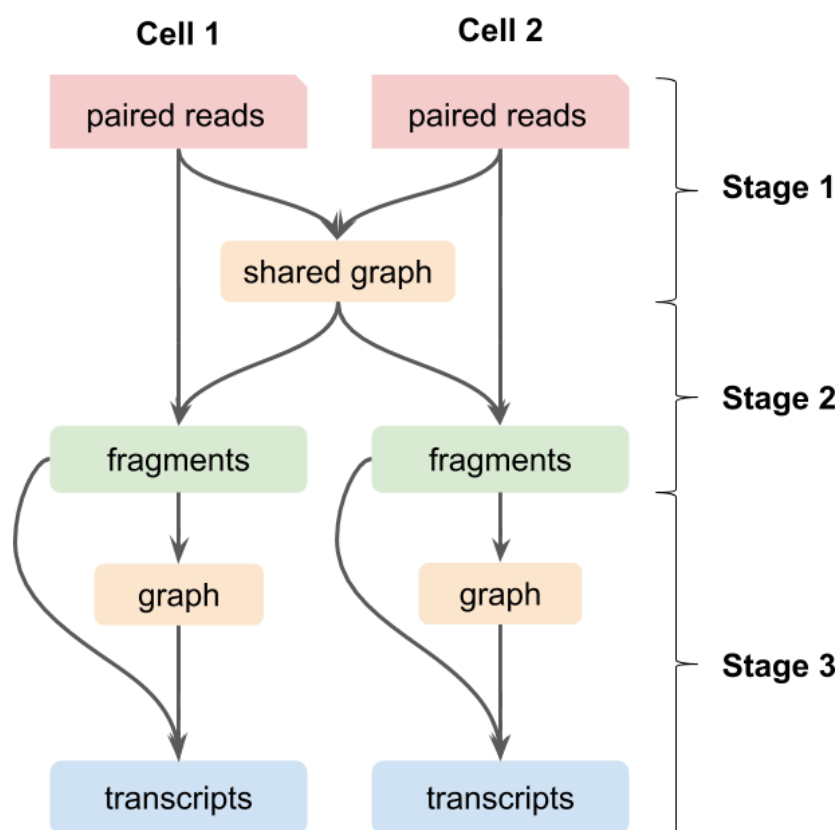 Cell 1
Cell 2
paired reads
paired reads
Stage 1
shared graph
Stage 2
fragments
fragments
graph
graph
Stage 3
transcripts
transcripts